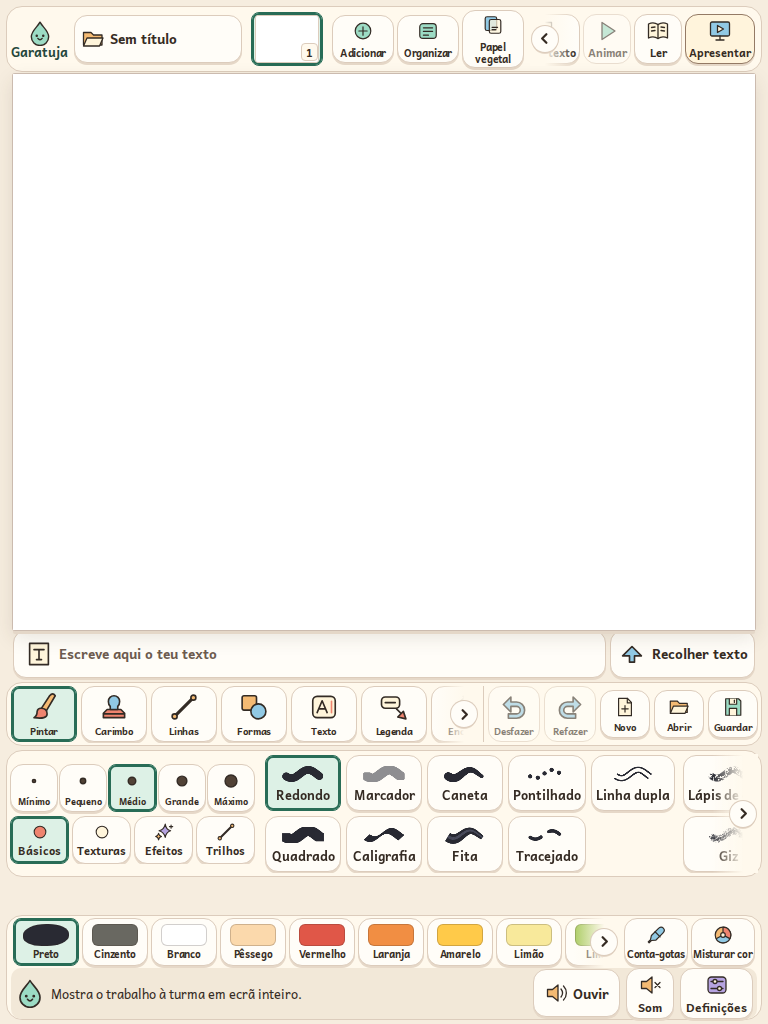 Garatuja
Sem título
1
Adicionar
Organizar
Papel
vegetal
Animar
Ler
Apresentar
Escreve aqui o teu texto
Recolher texto
Pintar
Carimbo
Linhas
Formas
Texto
Legenda
Desfazer
Refazer
Novo
Abrir
Guardar
Mínimo
Pequeno
Médio
Grande
Máximo
Básicos
Texturas
Efeitos
Trilhos
Redondo
Marcador
Caneta
Pontilhado
Linha dupla
Lápis de
Quadrado
Caligrafia
Fita
Tracejado
Giz
Preto
Cinzento
Branco
Pêssego
Vermelho
Laranja
Amarelo
Limão
Conta-gotas
Misturar cor
Mostra o trabalho à turma em ecrã inteiro.
Ouvir
Som
Definições